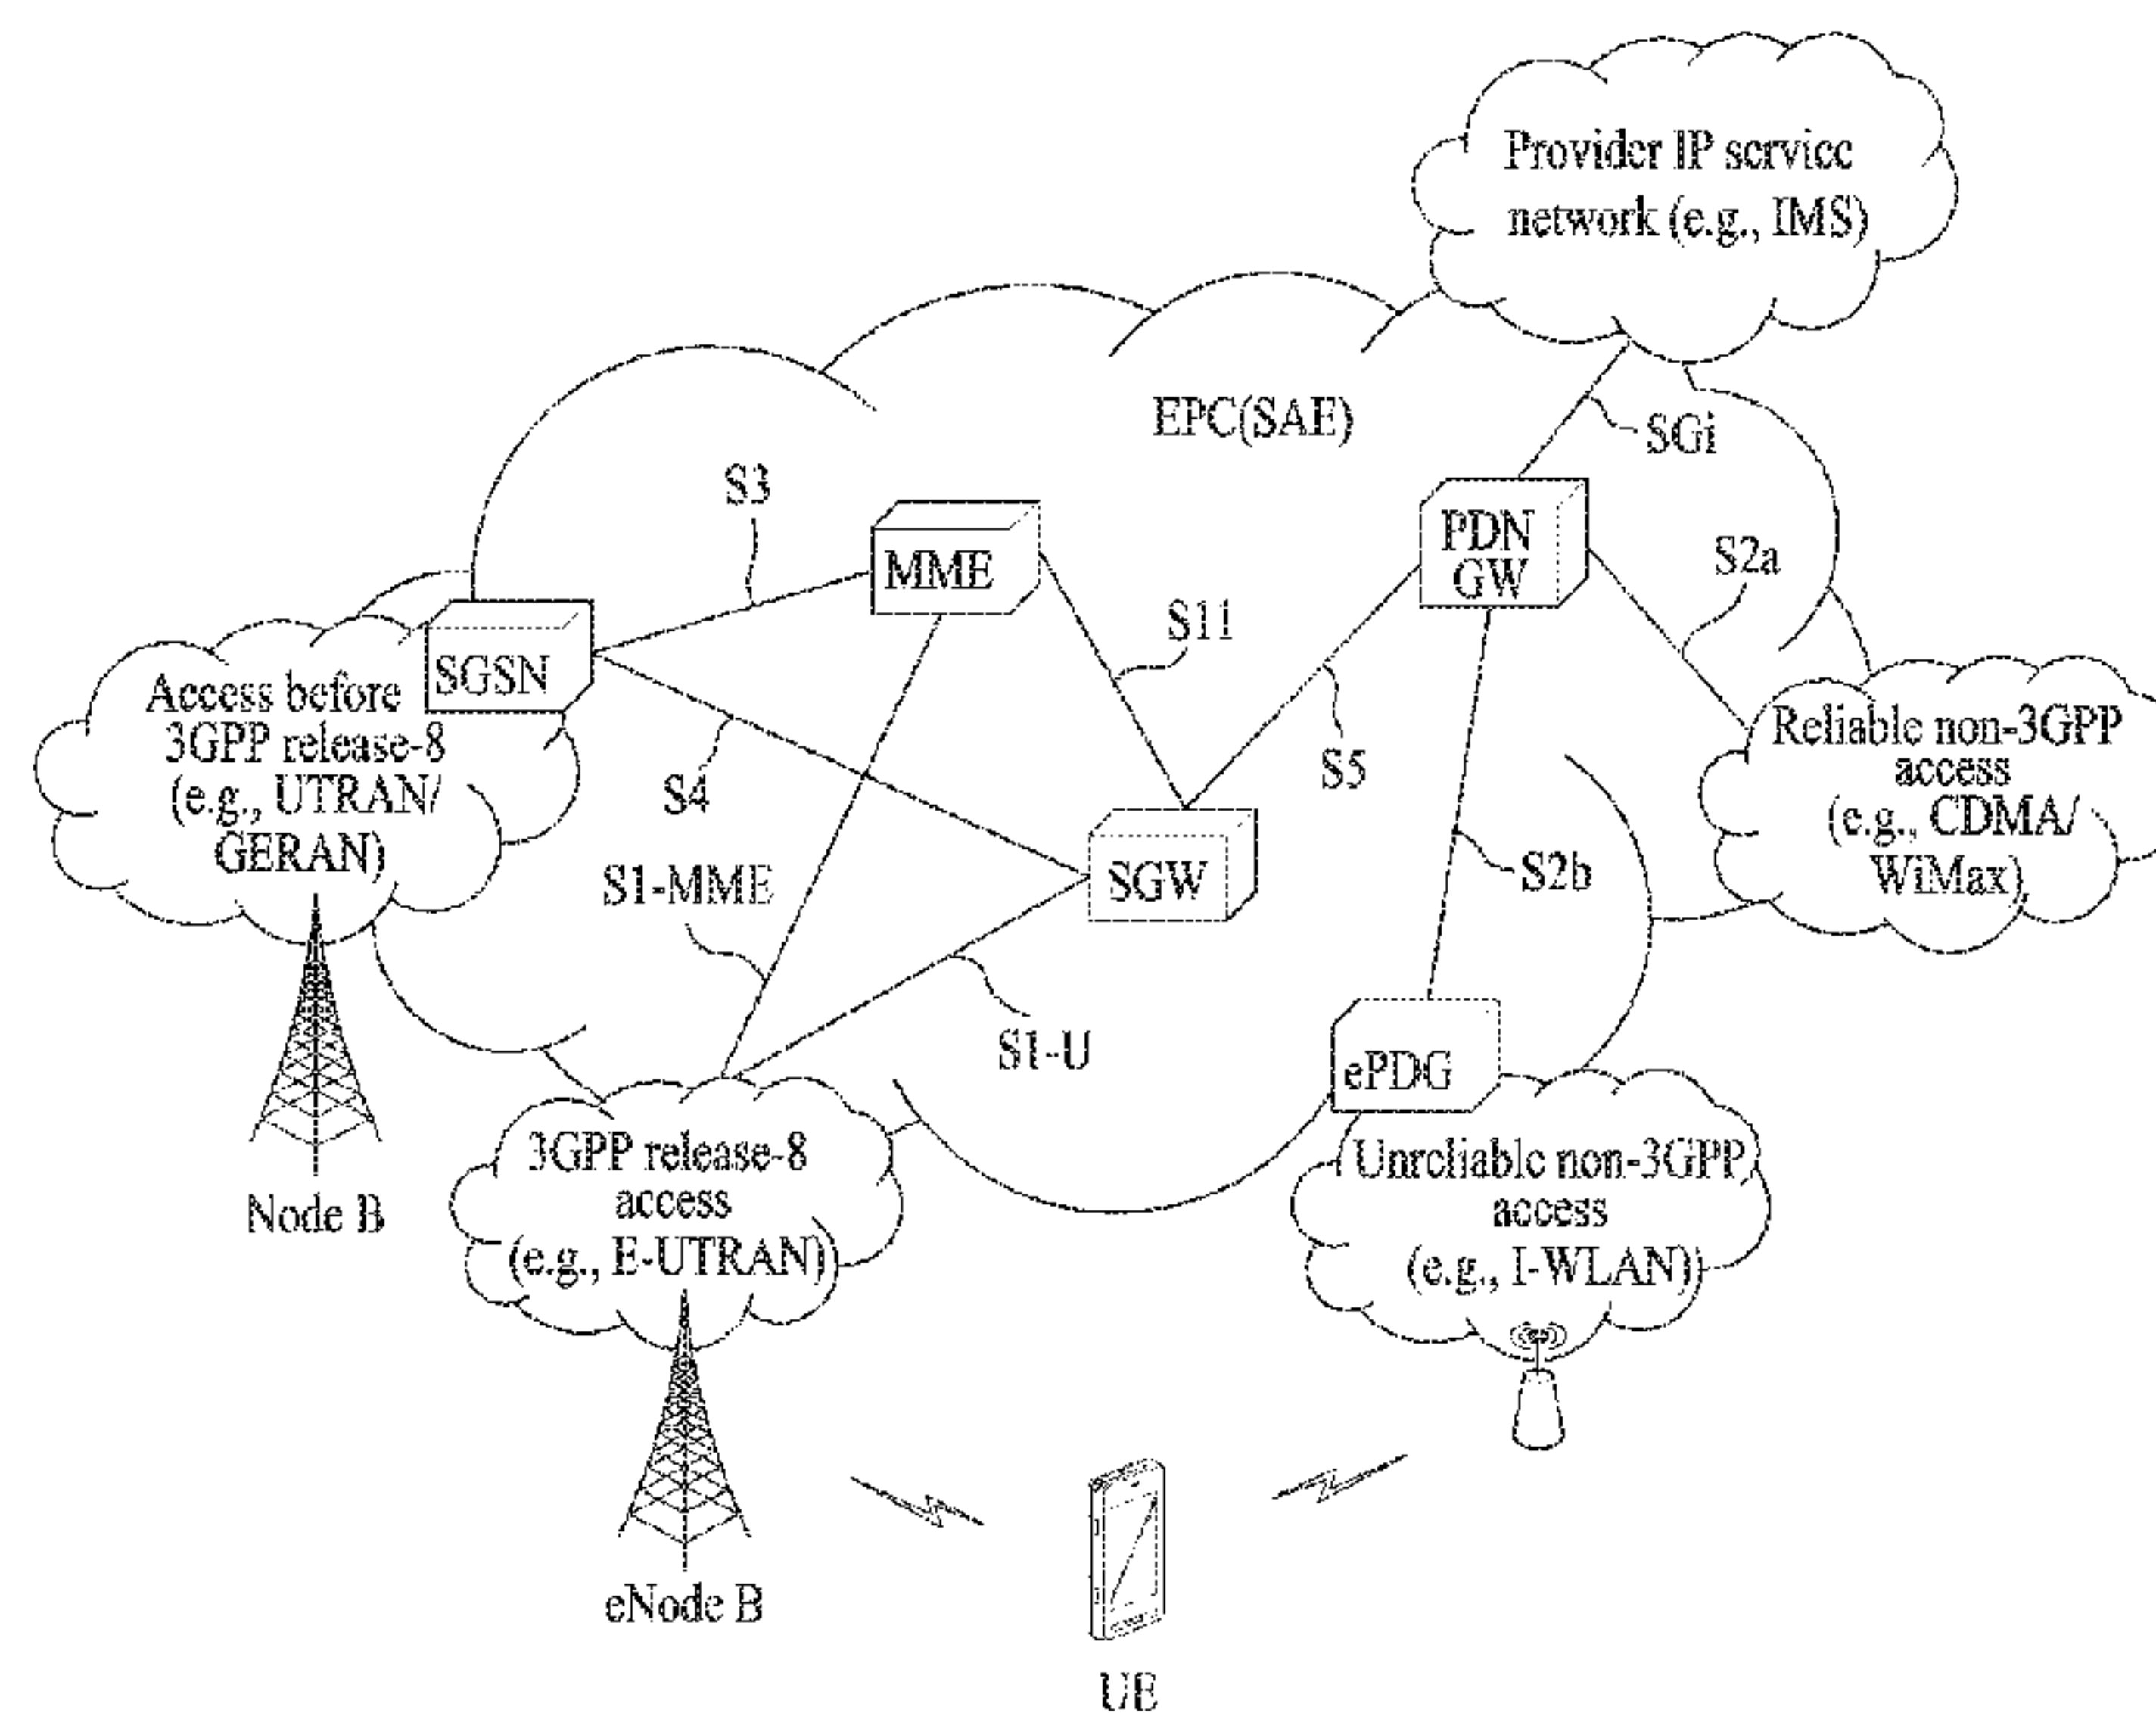 Provider IP service
network (e.g., IMS)
EPC(SAE)
SGi
S3
MME
PDN
GW
S2a
S11
SGSN
Access before
3GPP release-8
(e.g., UTRAN/
GERAN)
S4
S5
Reliable non-3GPP
access
(e.g., CDMA/
WiMax)
S1-MME
SGW
S2b
S1-U
ePDG
Node B
3GPP release-8
access
(e.g., E-UTRAN)
Unreliable non-3GPP
access
(e.g., I-WLAN)
eNode B
UE